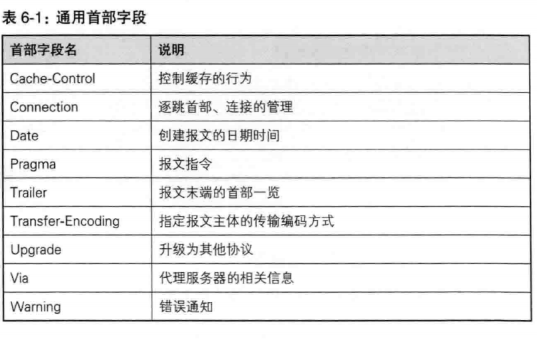 表 6-1：通用首部字段
首部字段名 说明
Cache-Control 控制缓存的行为
Connection 逐跳首部、连接的管理
Date 创建报文的日期时间
Pragma 报文指令
Trailer 报文末端的首部一览
Transfer-Encoding 指定报文主体的传输编码方式
Upgrade 升级为其他协议
Via 代理服务器的相关信息
Warning 错误通知